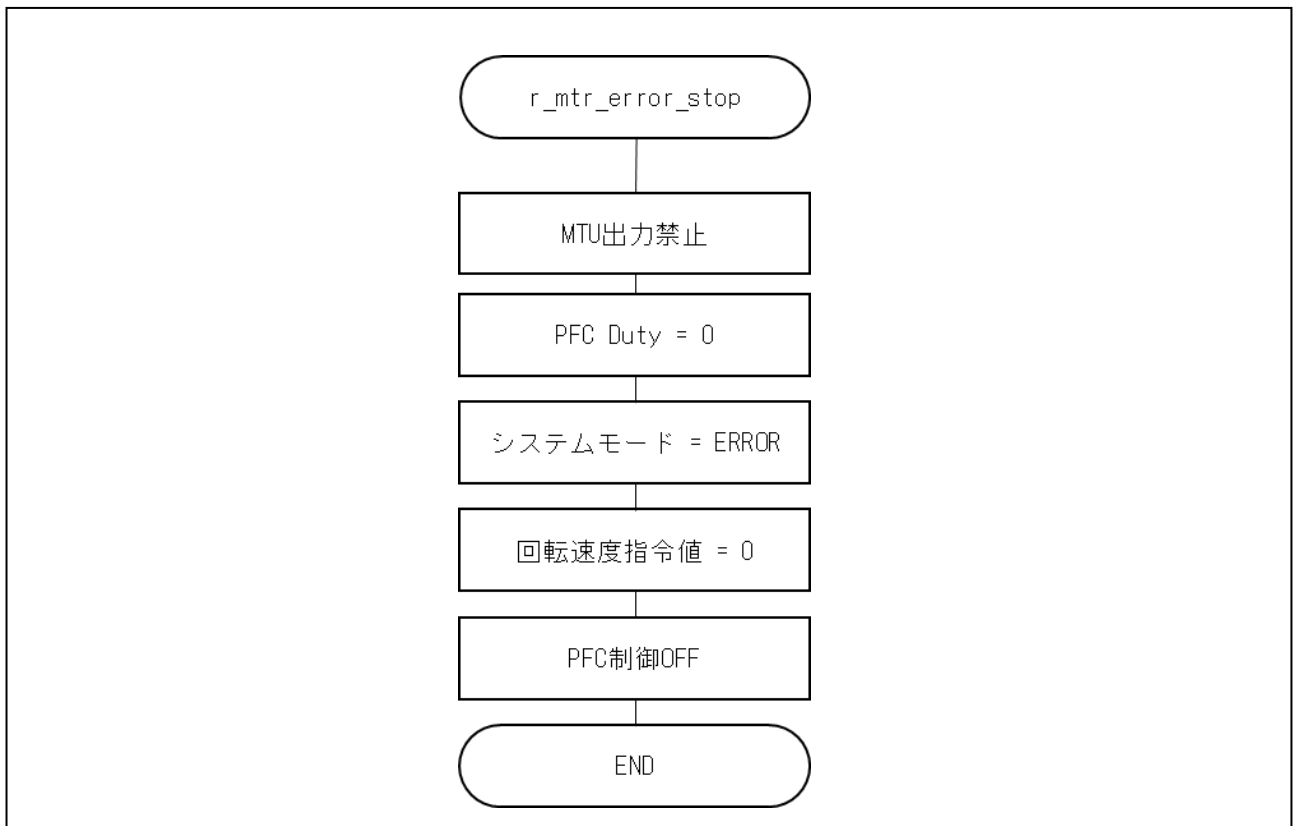 r_mtr_error_stop
MTU出力禁止
PFC Duty = 0
システムモード = ERROR
回転速度指令値 = 0
PFC制御OFF
END